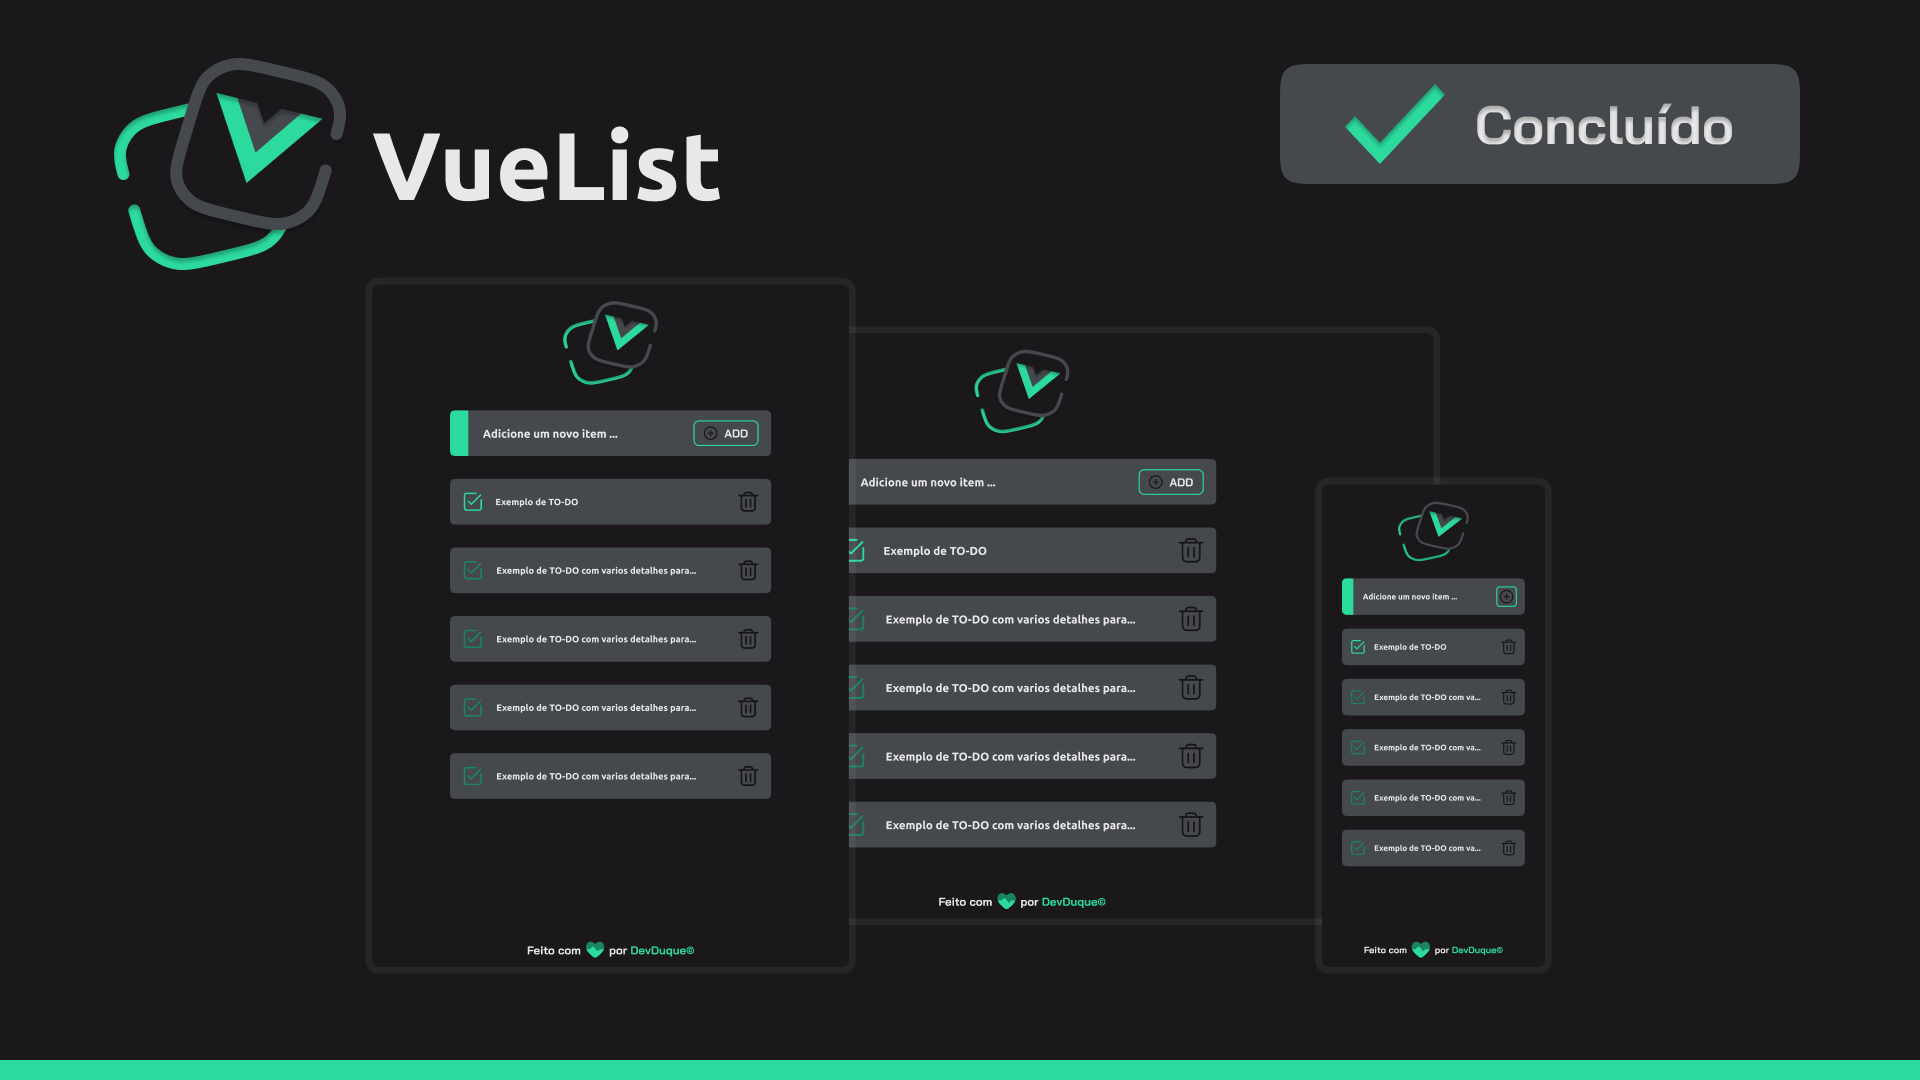 VueList
Concluído
Adicione um novo item ...
ADD
Exemplo de TO-DO
Exemplo de TO-DO com varios detalhes para...
Exemplo de TO-DO com varios detalhes para...
Exemplo de TO-DO com varios detalhes para...
Exemplo de TO-DO com varios detalhes para...
Feito com por DevDuque©
Adicione um novo item ...
ADD
Exemplo de TO-DO
Exemplo de TO-DO com varios detalhes para...
Exemplo de TO-DO com varios detalhes para...
Exemplo de TO-DO com varios detalhes para...
Exemplo de TO-DO com varios detalhes para...
Feito com por DevDuque©
Adicione um novo item ...
Exemplo de TO-DO
Exemplo de TO-DO com va...
Exemplo de TO-DO com va...
Exemplo de TO-DO com va...
Exemplo de TO-DO com va...
Feito com por DevDuque©